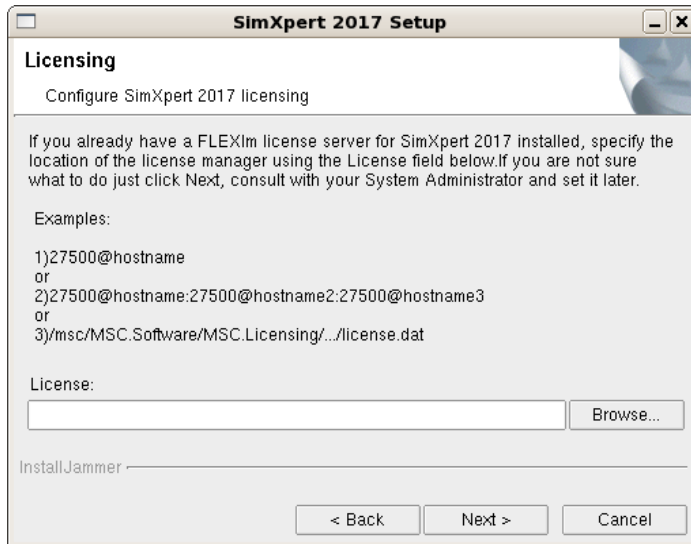 SimXpert 2017 Setup
Licensing
Configure SimXpert 2017 licensing
If you already have a FLEXlm license server for SimXpert 2017 installed, specify the
location of the license manager using the License field below.If you are not sure
what to do just click Next, consult with your System Administrator and set it later.
Examples:
1)27500@hostname
or
2)27500@hostname:27500@hostname2:27500@hostname3
or
3)/msc/MSC.Software/MSC.Licensing/.../license.dat
License:
Browse...
InstallJammer
< Back Next > Cancel